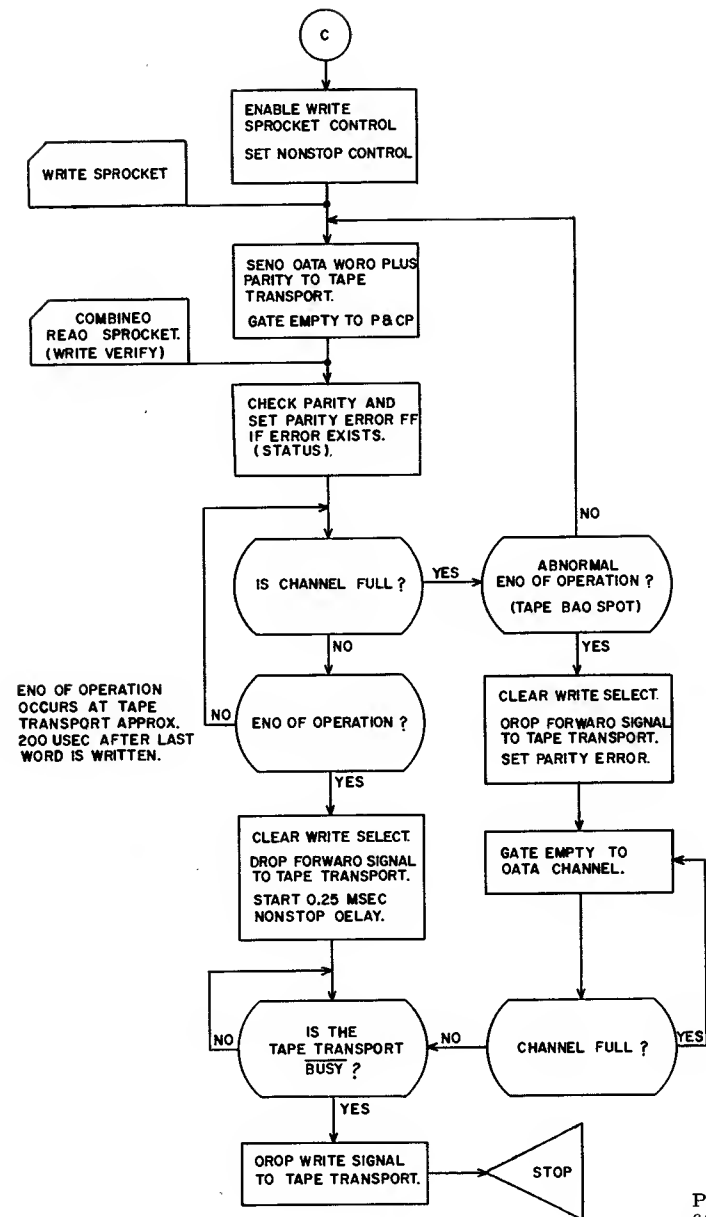 C
ENABLE WRITE
SPROCKET CONTROL
SET NONSTOP CONTROL
WRITE SPROCKET
SENO OATA WORO PLUS
PARITY TO TAPE
TRANSPORT.
GATE EMPTY TO P&CP
COMBINEO
REAO SPROCKET.
(WRITE VERIFY)
CHECK PARITY AND
SET PARITY ERROR FF
IF ERROR EXISTS.
(STATUS).
NO
IS CHANNEL FULL ?
YES
ABNORMAL
ENO OF OPERATION ?
(TAPE BAO SPOT)
NO
YES
ENO OF OPERATION
OCCURS AT TAPE
TRANSPORT APPROX.
200 USEC AFTER LAST
WORD IS WRITTEN.
NO
ENO OF OPERATION ?
CLEAR WRITE SELECT.
OROP FORWARO SIGNAL
TO TAPE TRANSPORT.
SET PARITY ERROR.
YES
CLEAR WRITE SELECT.
DROP FORWARO SIGNAL
TO TAPE TRANSPORT.
START 0.25 MSEC
NONSTOP OELAY.
GATE EMPTY TO
OATA CHANNEL.
NO
IS THE
TAPE TRANSPORT
BUSY ?
NO
CHANNEL FULL ?
YES
YES
OROP WRITE SIGNAL
TO TAPE TRANSPORT.
STOP
P